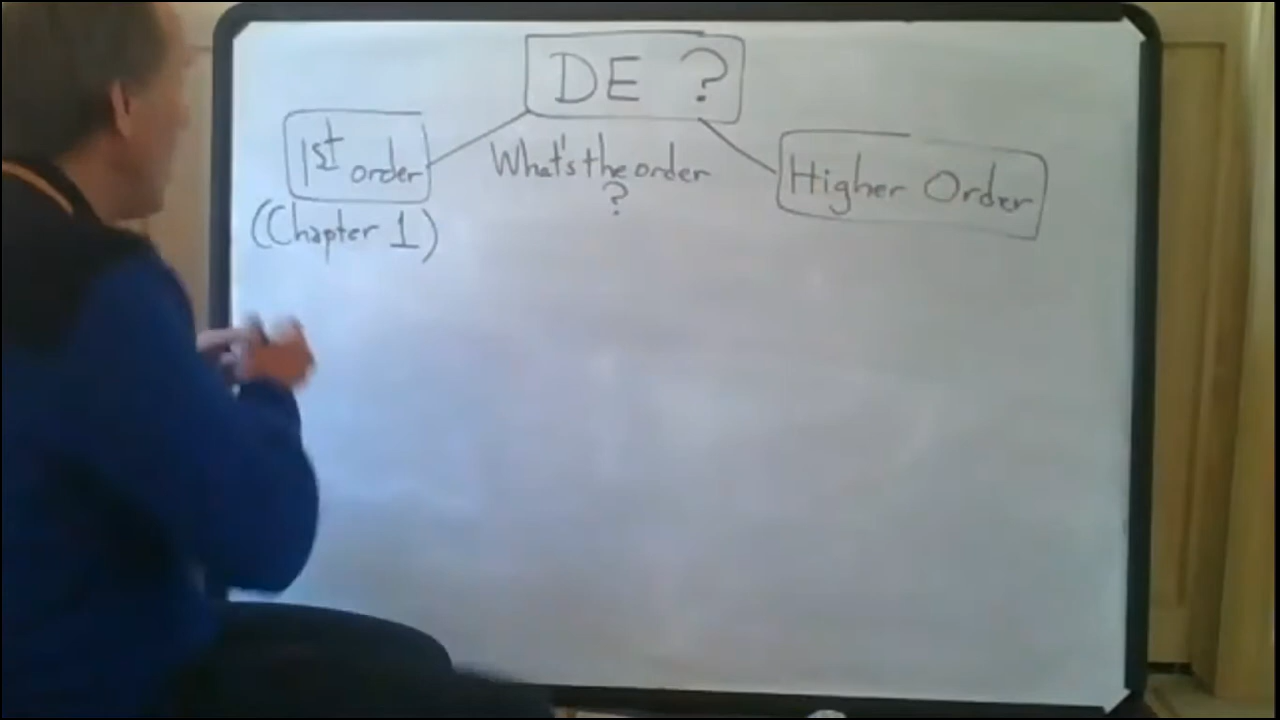 DE ?
What's the order
?
1st order
(Chapter 1)
Higher Order